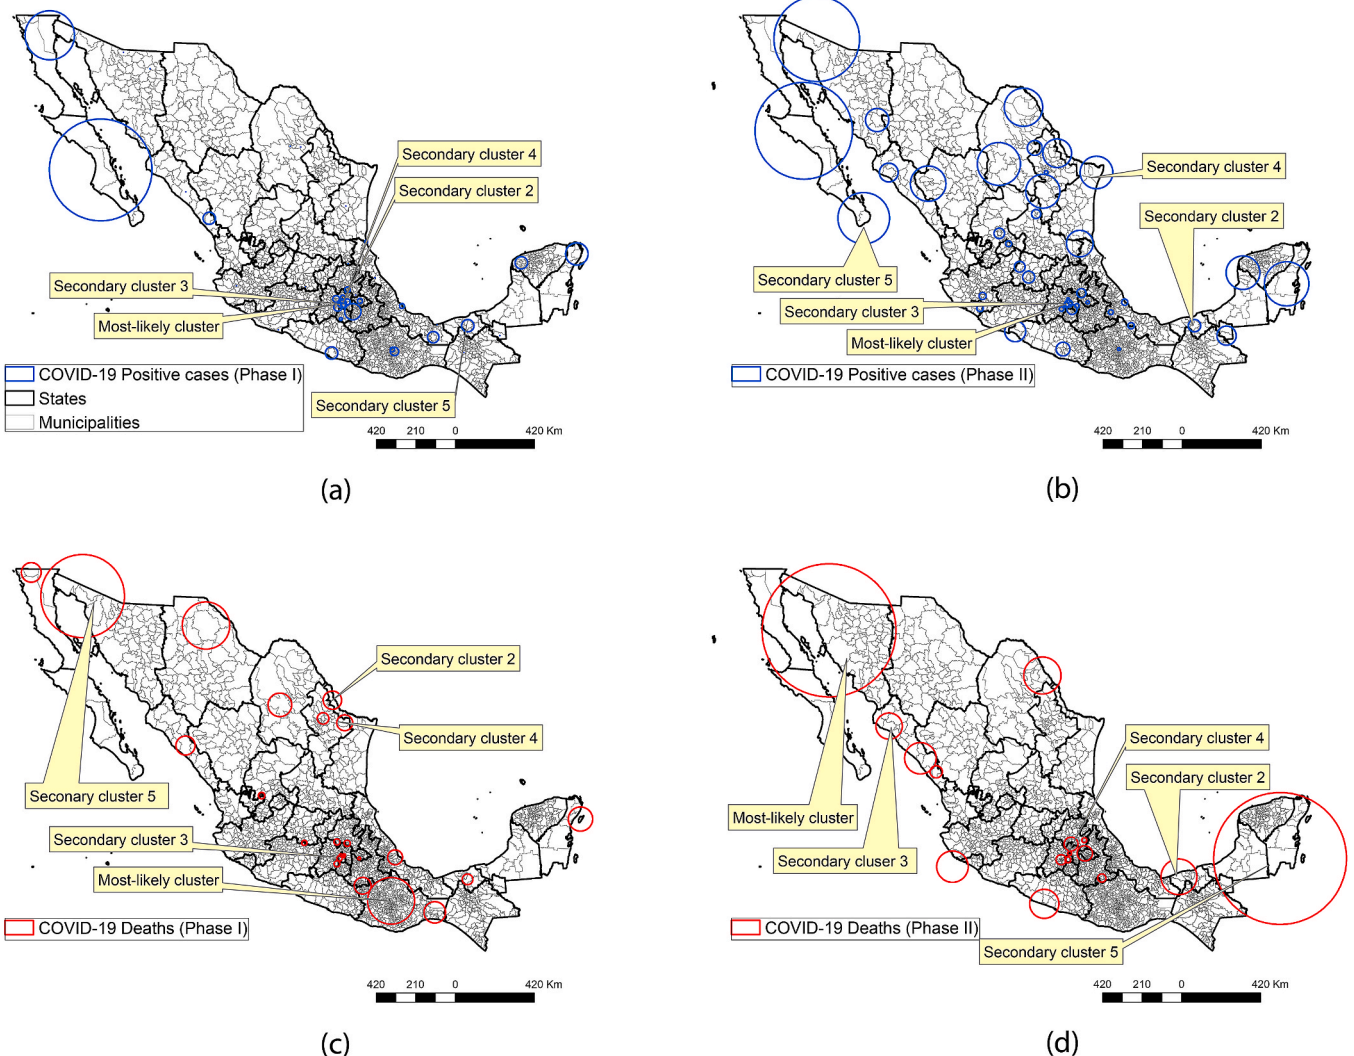 Secondary cluster 4
Secondary cluster 2
Secondary cluster 3
Most-likely cluster
COVID-19 Positive cases (Phase I)
States
Municipalities
Secondary cluster 5
420 210 0 420 Km
(a)
Secondary cluster 4
Secondary cluster 2
Secondary cluster 5
Secondary cluster 3
Most-likely cluster
COVID-19 Positive cases (Phase II)
420 210 0 420 Km
(b)
Secondary cluster 2
Secondary cluster 4
Seconary cluster 5
Secondary cluster 3
Most-likely cluster
COVID-19 Deaths (Phase I)
420 210 0 420 Km
(c)
Secondary cluster 4
Secondary cluster 2
Most-likely cluster
Secondary cluser 3
COVID-19 Deaths (Phase II)
Secondary cluster 5
420 210 0 420 Km
(d)